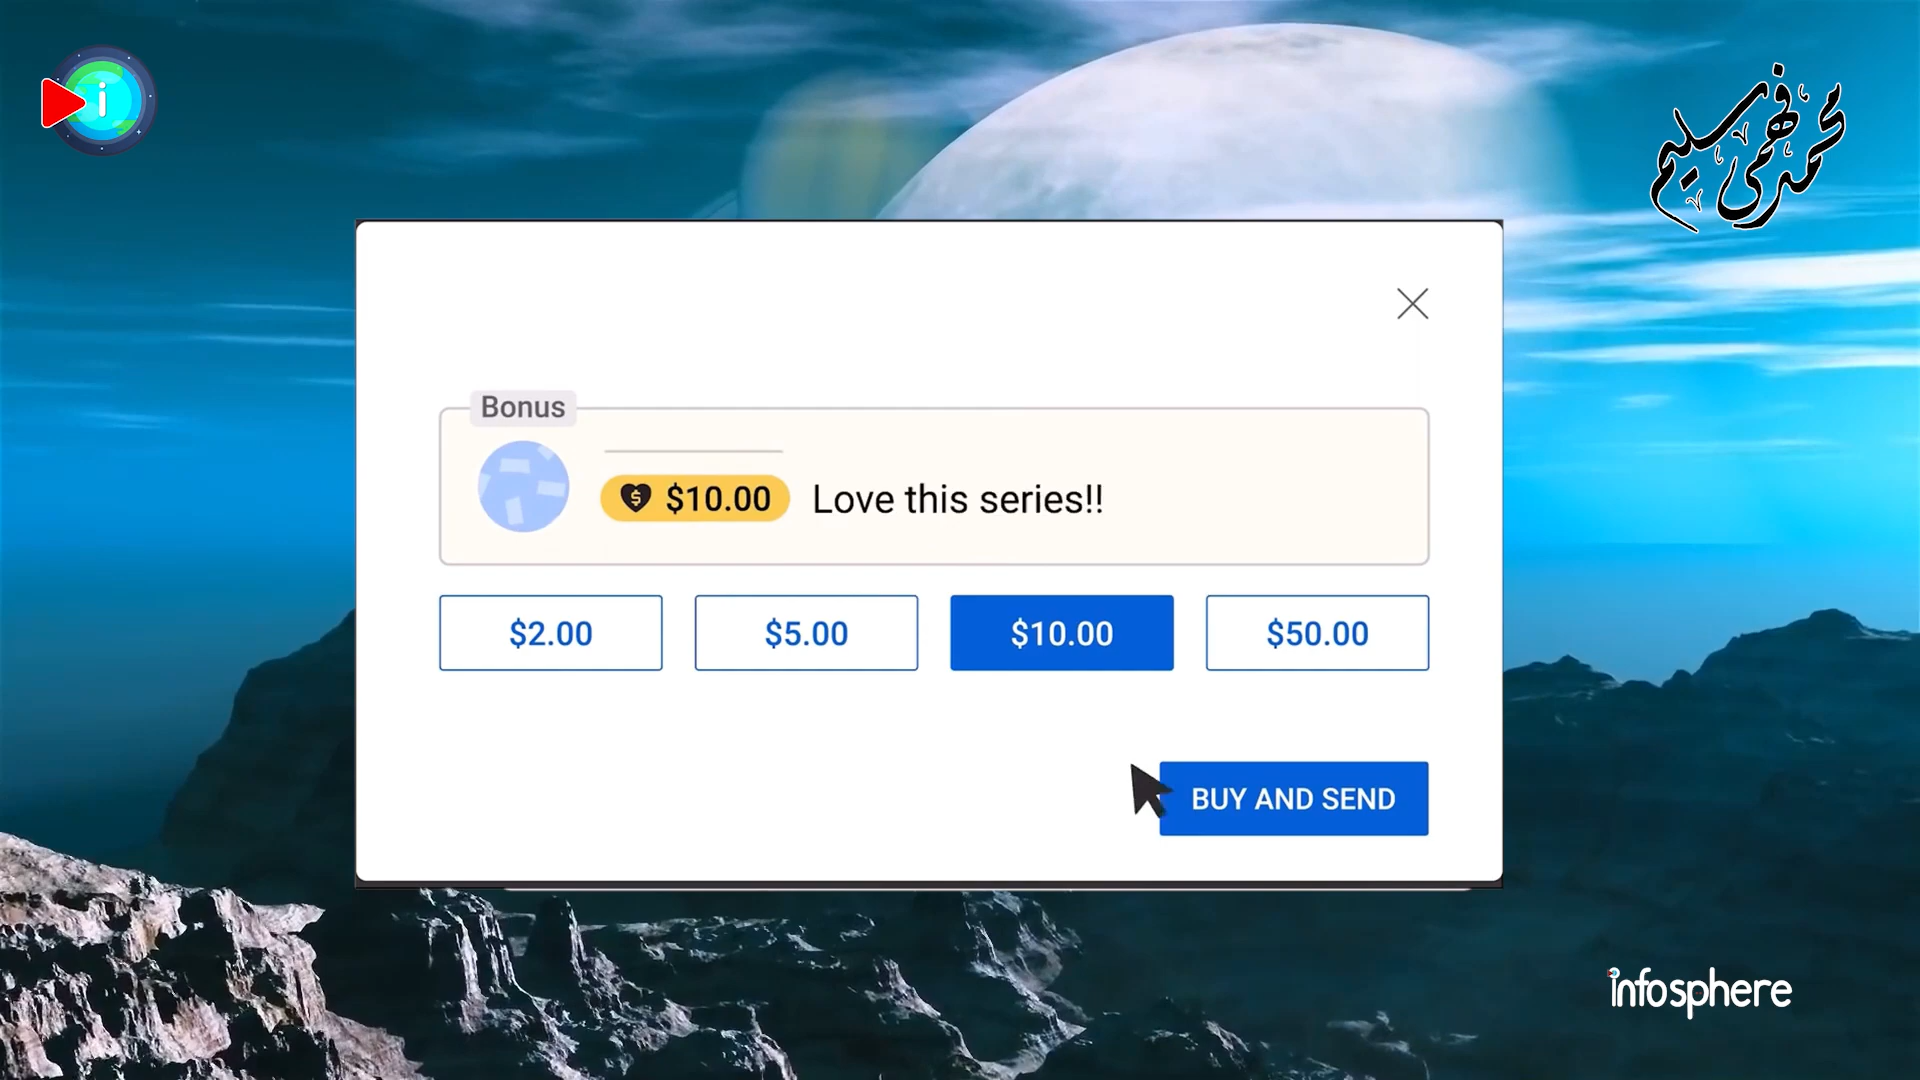 i
محمد فهمي سليم
Bonus
$10.00 Love this series!!
$2.00 $5.00 $10.00 $50.00
BUY AND SEND
infosphere